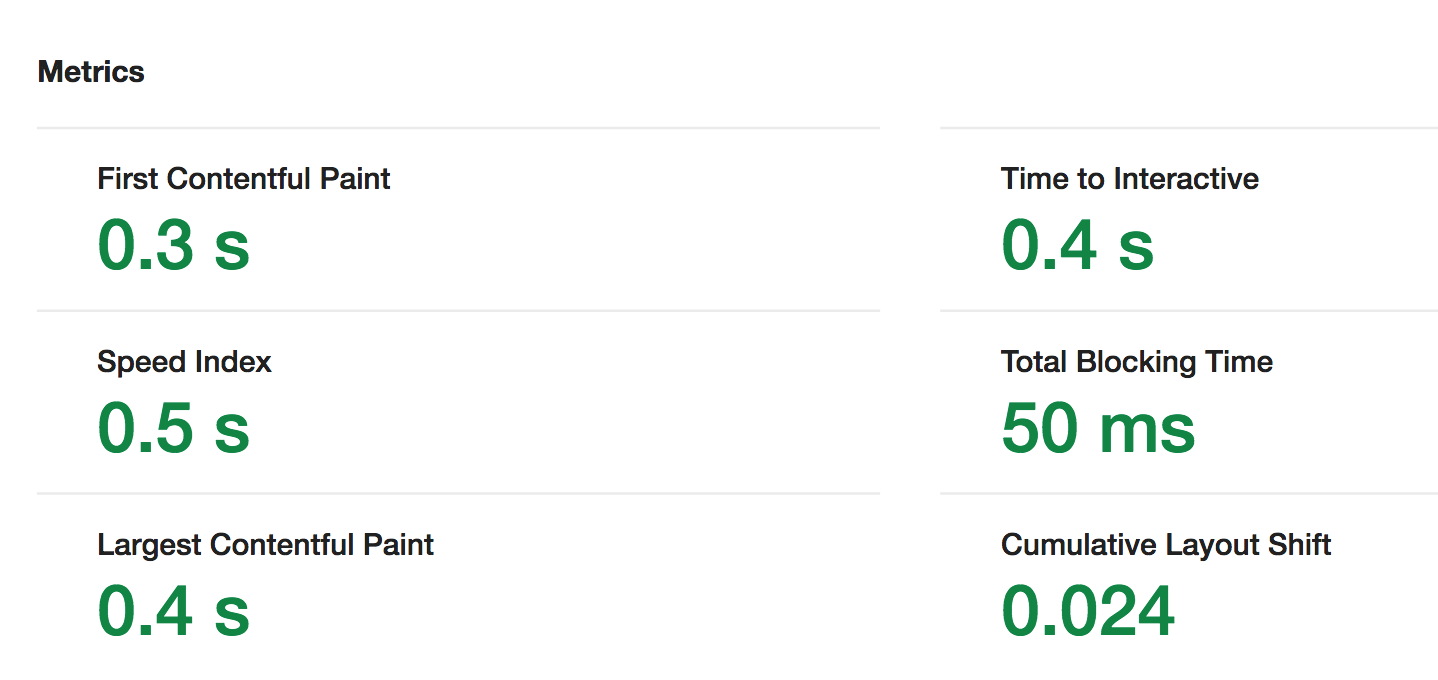 Metrics
First Contentful Paint
0.3 s
Time to Interactive
0.4 s
Speed Index
0.5 s
Total Blocking Time
50 ms
Largest Contentful Paint
0.4 s
Cumulative Layout Shift
0.024